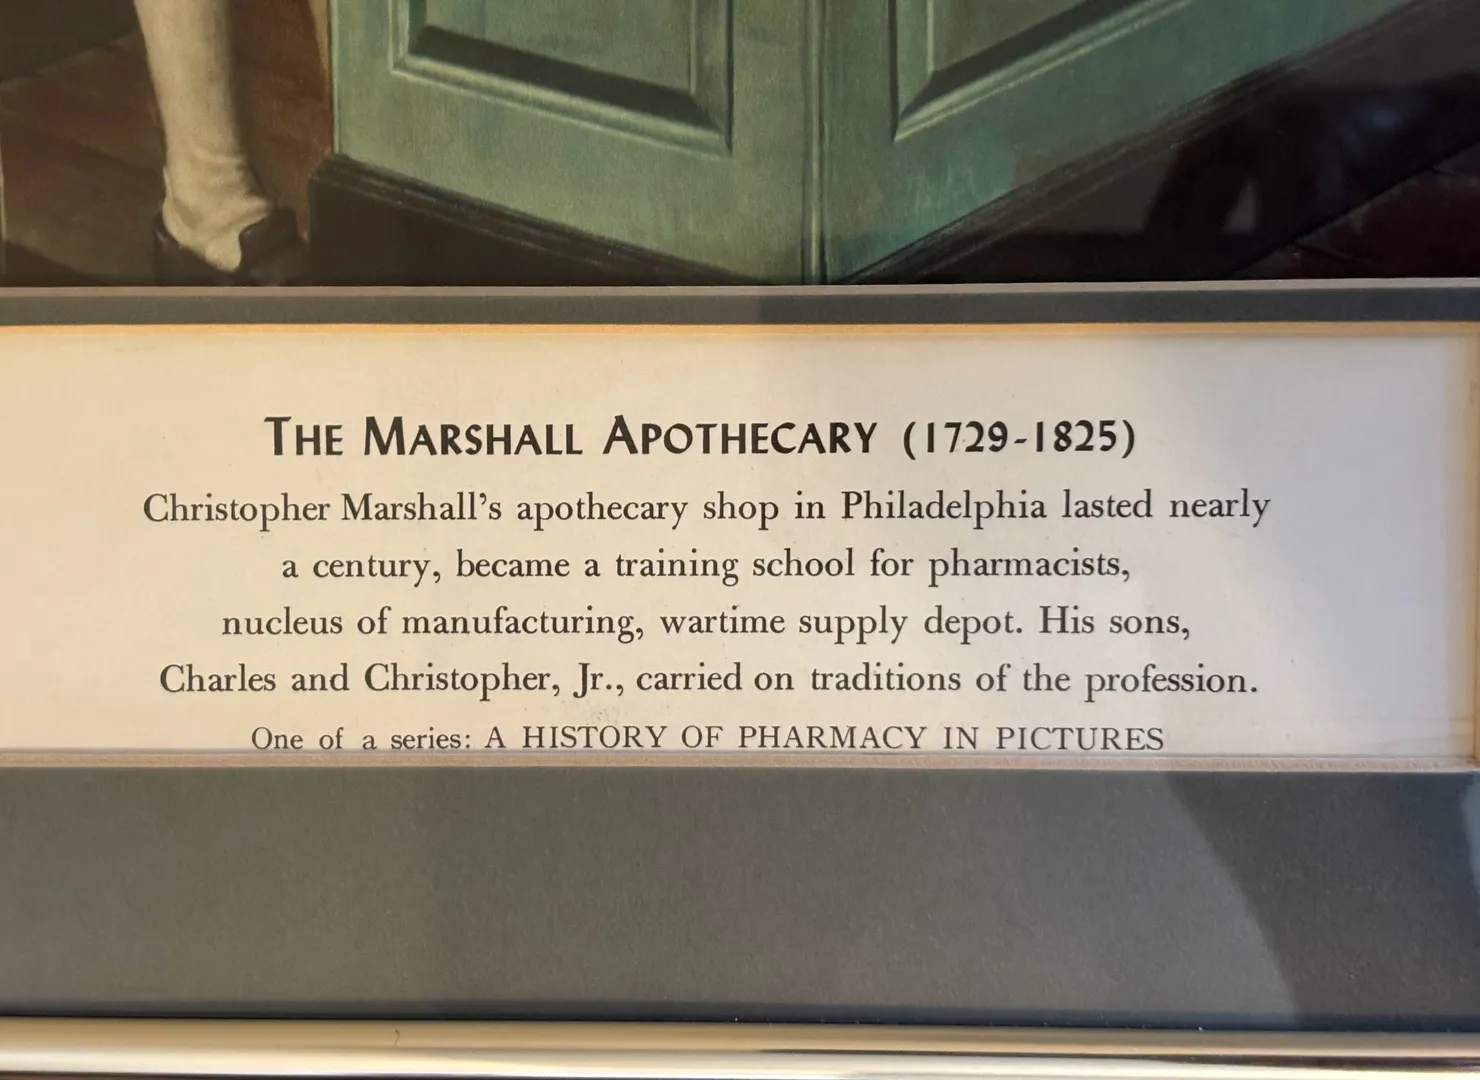 THE MARSHALL APOTHECARY (1729-1825)
Christopher Marshall's apothecary shop in Philadelphia lasted nearly
a century, became a training school for pharmacists,
nucleus of manufacturing, wartime supply depot. His sons,
Charles and Christopher, Jr., carried on traditions of the profession.
One of a series: A HISTORY OF PHARMACY IN PICTURES